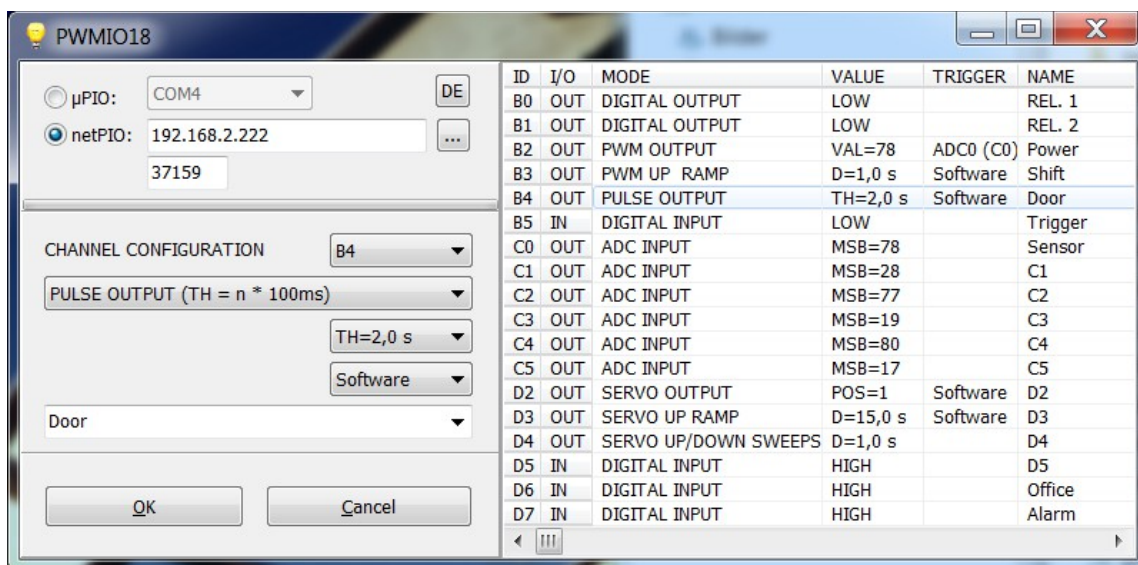 PWMIO18
µPIO:
COM4
DE
netPIO:
192.168.2.222
...
37159
CHANNEL CONFIGURATION
B4
PULSE OUTPUT (TH = n * 100ms)
TH=2,0 s
Software
Door
OK
Cancel
ID I/O MODE VALUE TRIGGER NAME
B0 OUT DIGITAL OUTPUT LOW REL. 1
B1 OUT DIGITAL OUTPUT LOW REL. 2
B2 OUT PWM OUTPUT VAL=78 ADC0 (C0) Power
B3 OUT PWM UP RAMP D=1,0 s Software Shift
B4 OUT PULSE OUTPUT TH=2,0 s Software Door
B5 IN DIGITAL INPUT LOW Trigger
C0 OUT ADC INPUT MSB=78 Sensor
C1 OUT ADC INPUT MSB=28 C1
C2 OUT ADC INPUT MSB=77 C2
C3 OUT ADC INPUT MSB=19 C3
C4 OUT ADC INPUT MSB=80 C4
C5 OUT ADC INPUT MSB=17 C5
D2 OUT SERVO OUTPUT POS=1 Software D2
D3 OUT SERVO UP RAMP D=15,0 s Software D3
D4 OUT SERVO UP/DOWN SWEEPS D=1,0 s D4
D5 IN DIGITAL INPUT HIGH D5
D6 IN DIGITAL INPUT HIGH Office
D7 IN DIGITAL INPUT HIGH Alarm